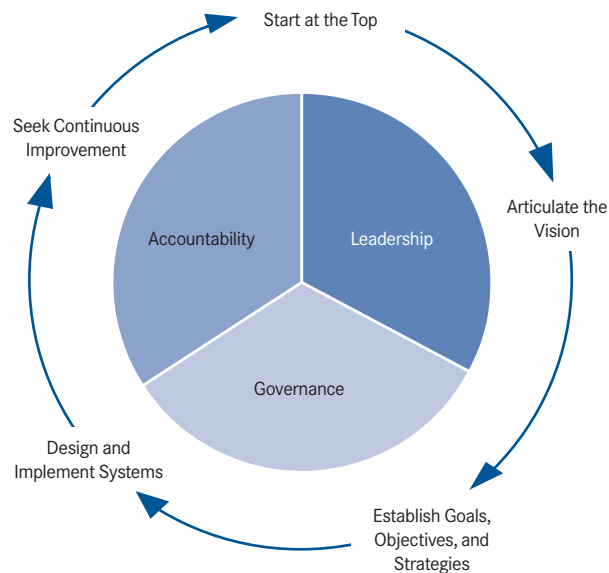 Start at the Top
Seek Continuous
Improvement
Articulate the
Vision
Accountability
Leadership
Governance
Design and
Implement Systems
Establish Goals,
Objectives, and
Strategies